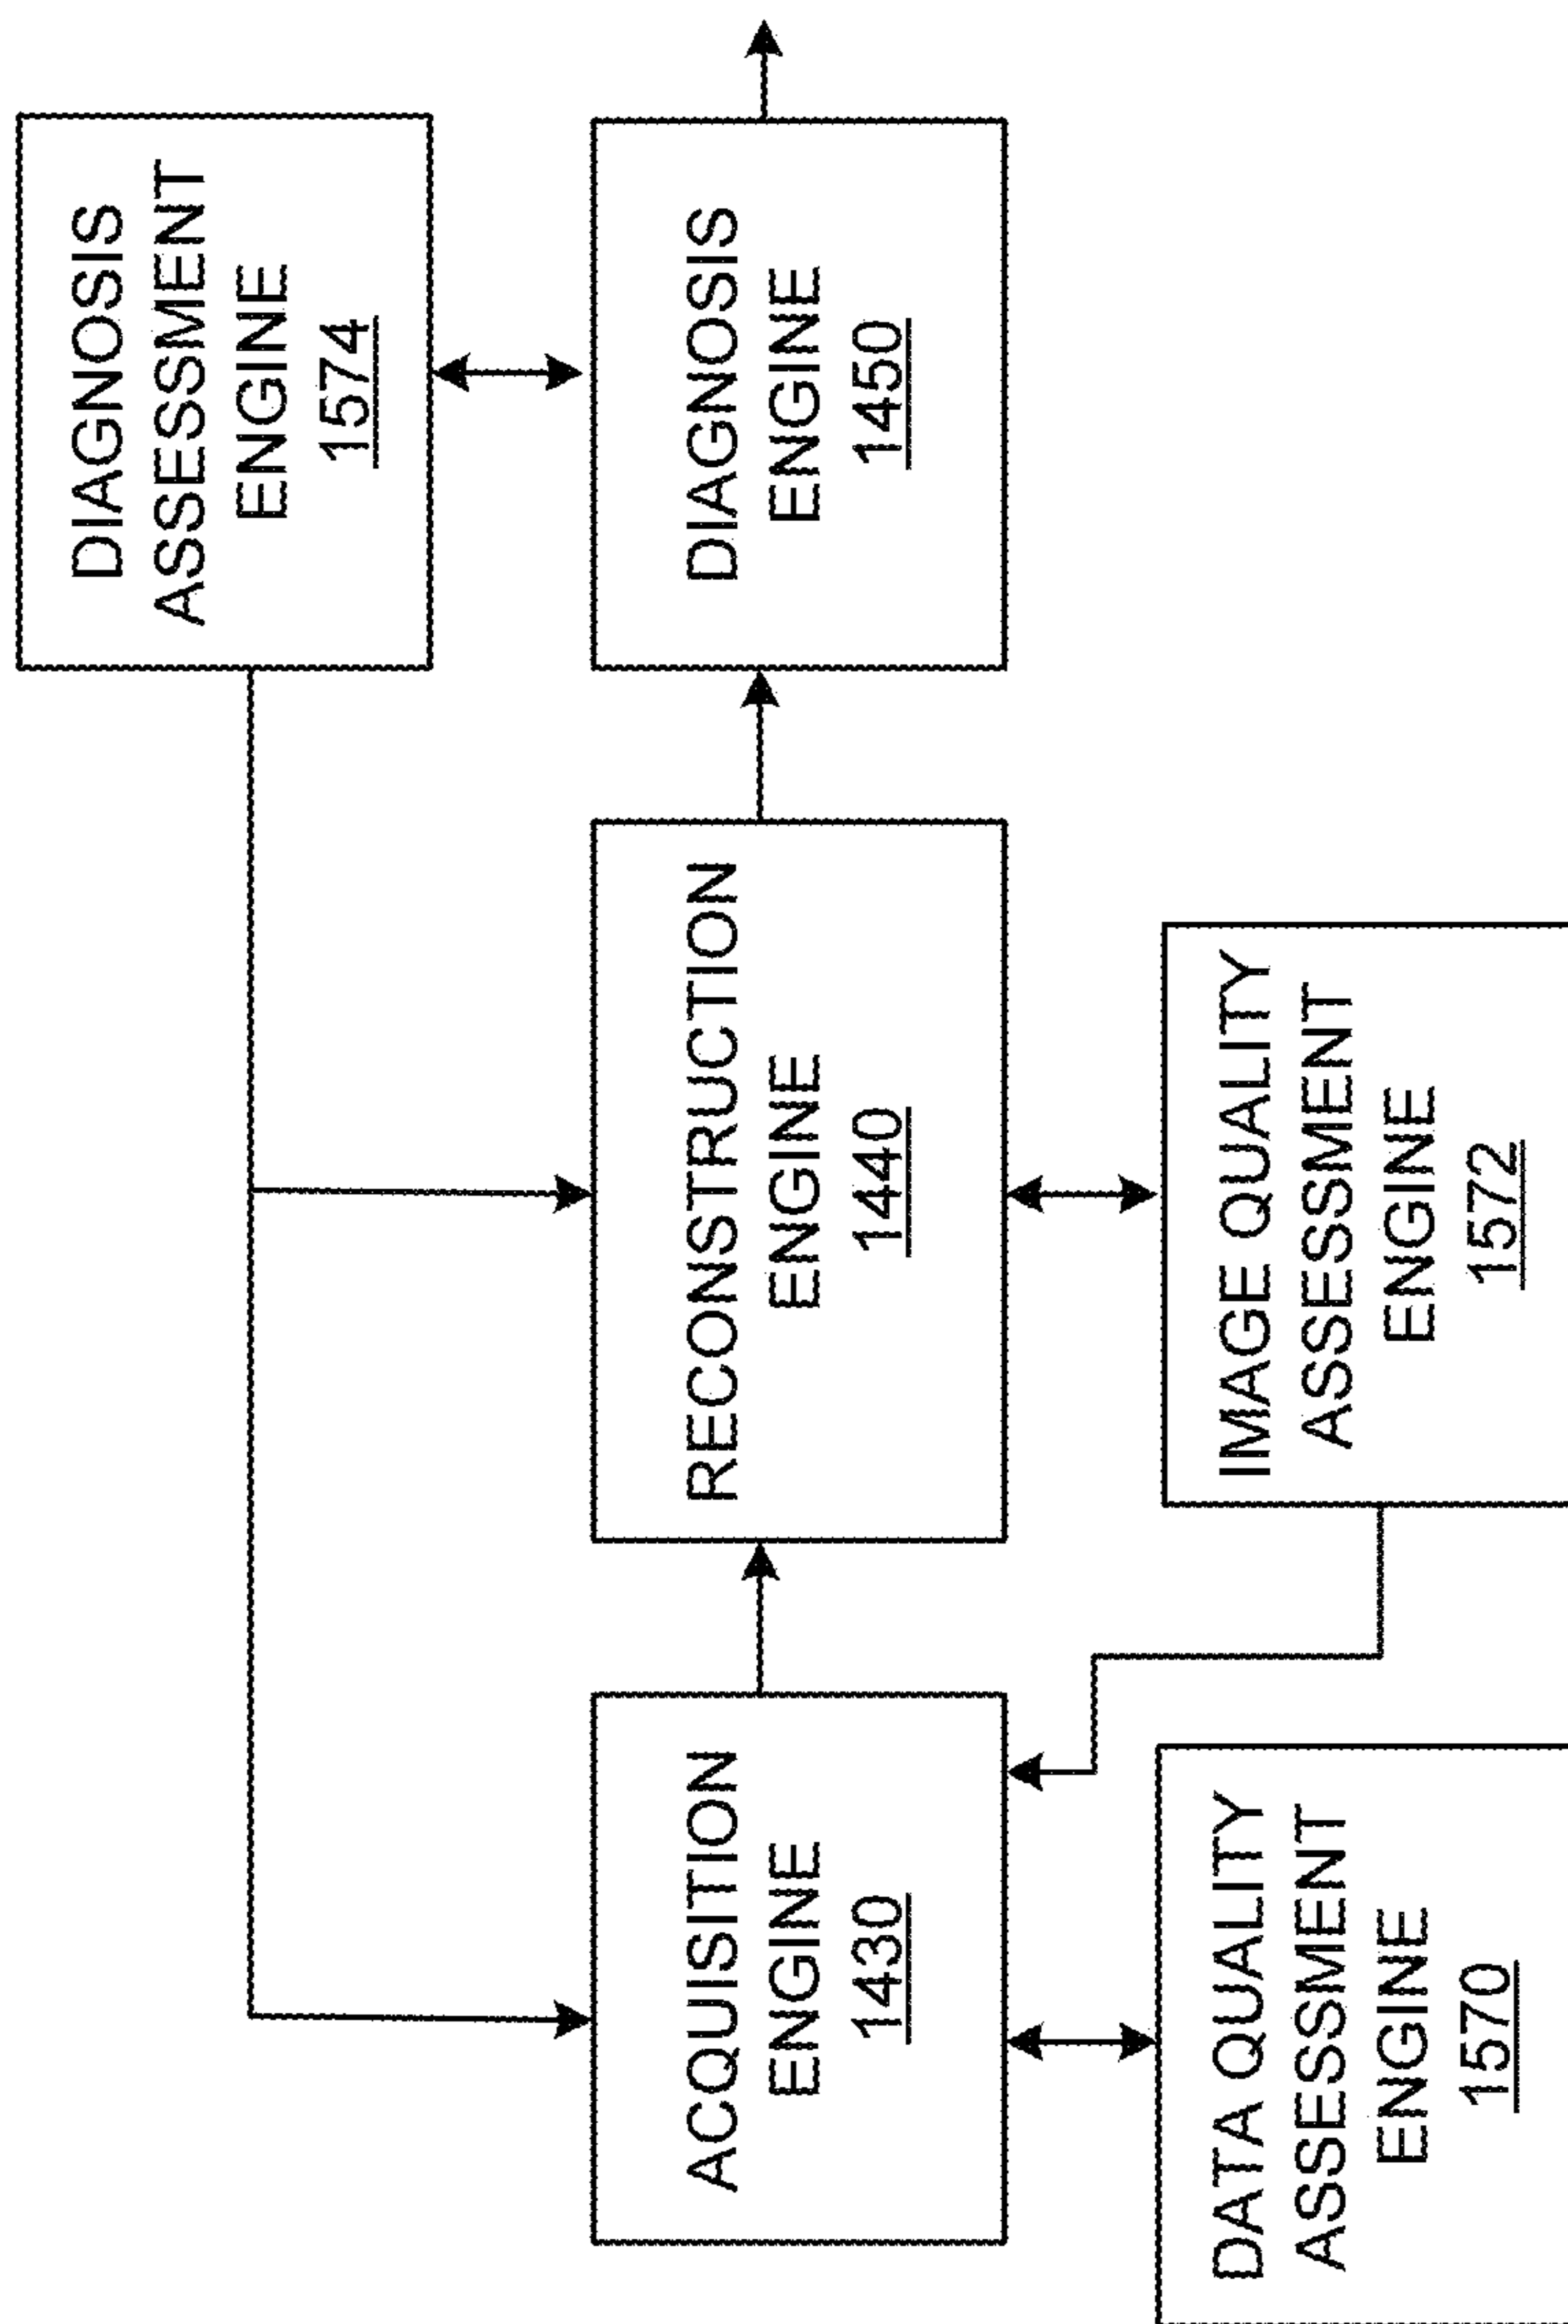 DIAGNOSIS
ASSESSMENT
ENGINE
1574
ACQUISITION
ENGINE
1430
RECONSTRUCTION
ENGINE
1440
DIAGNOSIS
ENGINE
1450
DATA QUALITY
ASSESSMENT
ENGINE
1570
IMAGE QUALITY
ASSESSMENT
ENGINE
1572